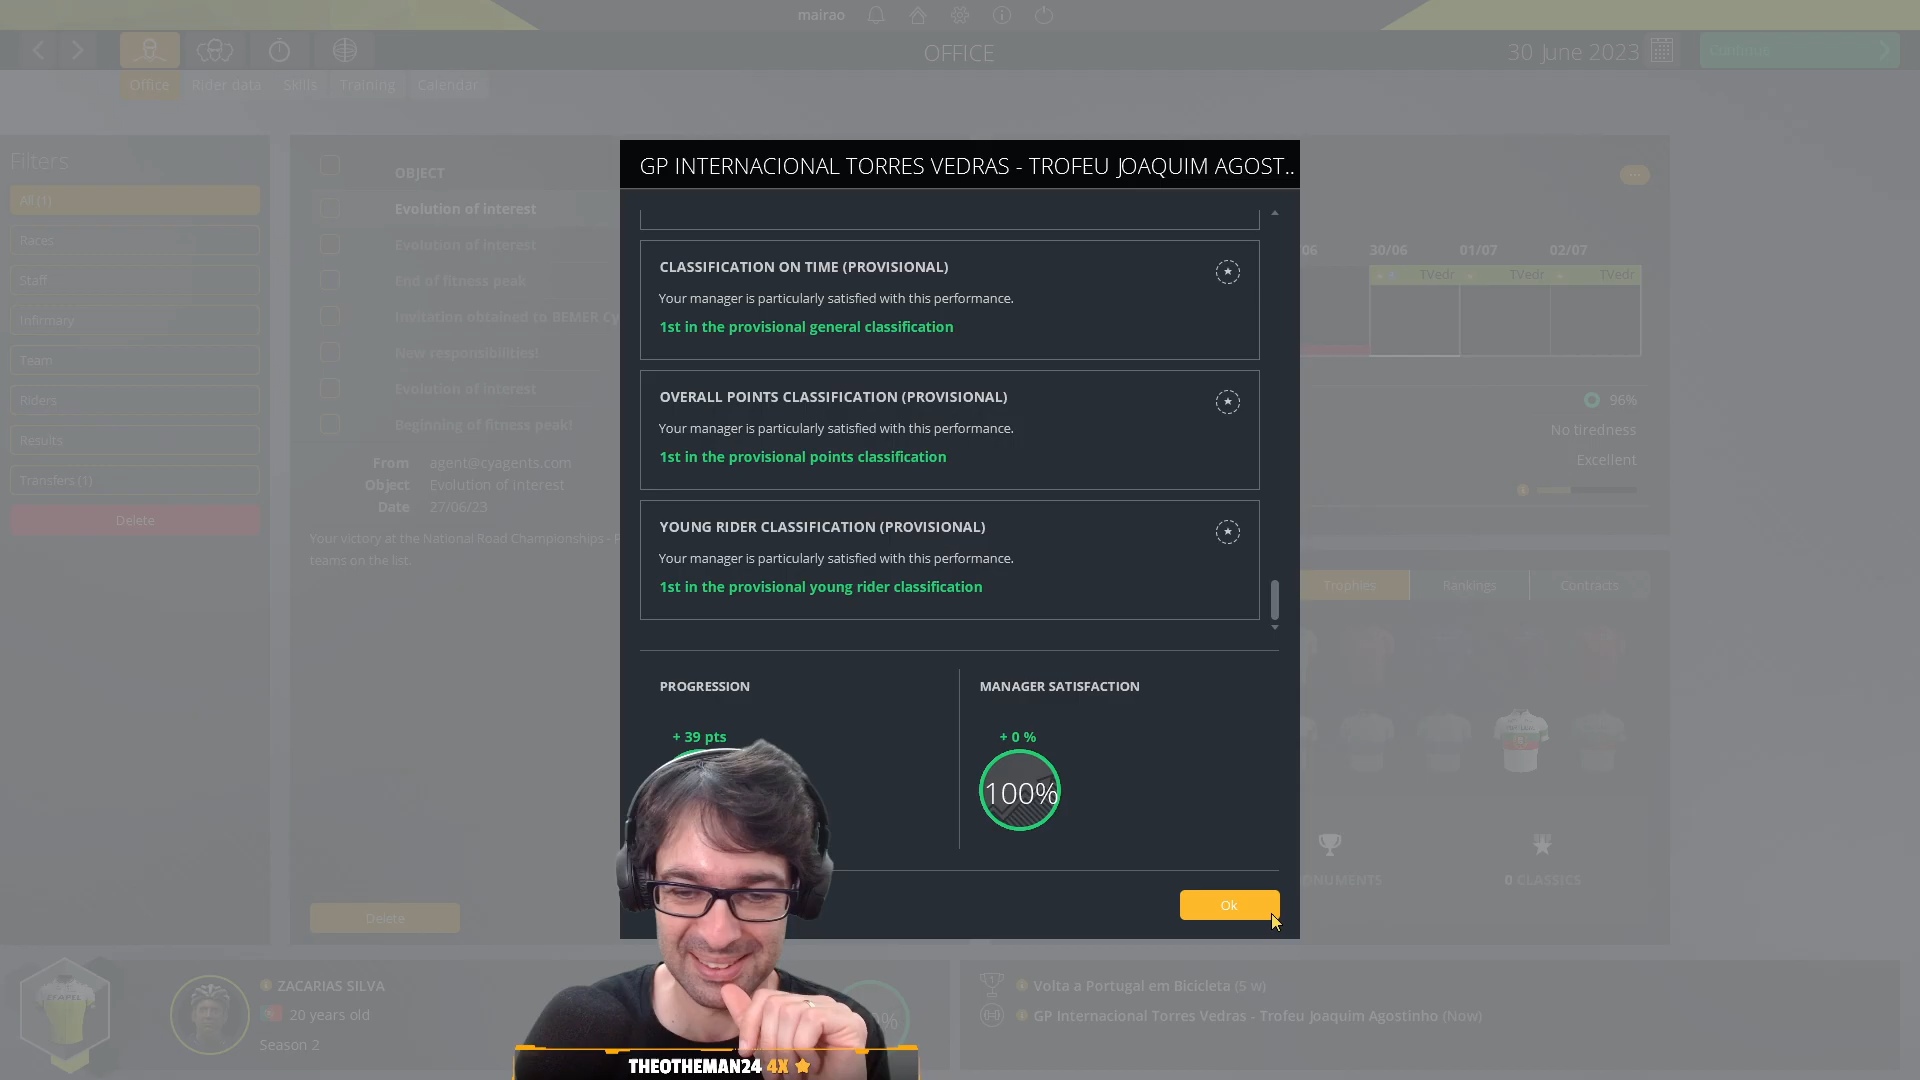 mairao
OFFICE
30 June 2023
Continue
Office
Rider data
Skills
Training
Calendar
Filters
All (1)
Races
Staff
Infirmary
Team
Riders
Results
Transfers (1)
Delete
OBJECT
Evolution of interest
Evolution of interest
End of fitness peak
Invitation obtained to BEMER Cy
New responsibilities!
Evolution of interest
Beginning of fitness peak!
From agent@cyagents.com
Object Evolution of interest
Date 27/06/23
Your victory at the National Road Championships - F
teams on the list.
Delete
GP INTERNACIONAL TORRES VEDRAS - TROFEU JOAQUIM AGOST..
CLASSIFICATION ON TIME (PROVISIONAL)
Your manager is particularly satisfied with this performance.
1st in the provisional general classification
OVERALL POINTS CLASSIFICATION (PROVISIONAL)
Your manager is particularly satisfied with this performance.
1st in the provisional points classification
YOUNG RIDER CLASSIFICATION (PROVISIONAL)
Your manager is particularly satisfied with this performance.
1st in the provisional young rider classification
PROGRESSION
+ 39 pts
MANAGER SATISFACTION
+ 0 %
100%
Ok
/06
30/06
01/07
02/07
TVedr
TVedr
TVedr
96%
No tiredness
Excellent
Trophies
Rankings
Contracts
ONUMENTS
0 CLASSICS
ZACARIAS SILVA
20 years old
Season 2
%
Volta a Portugal em Bicicleta (5 w)
GP Internacional Torres Vedras - Trofeu Joaquim Agostinho (Now)
THEOTHEMAN24 4X